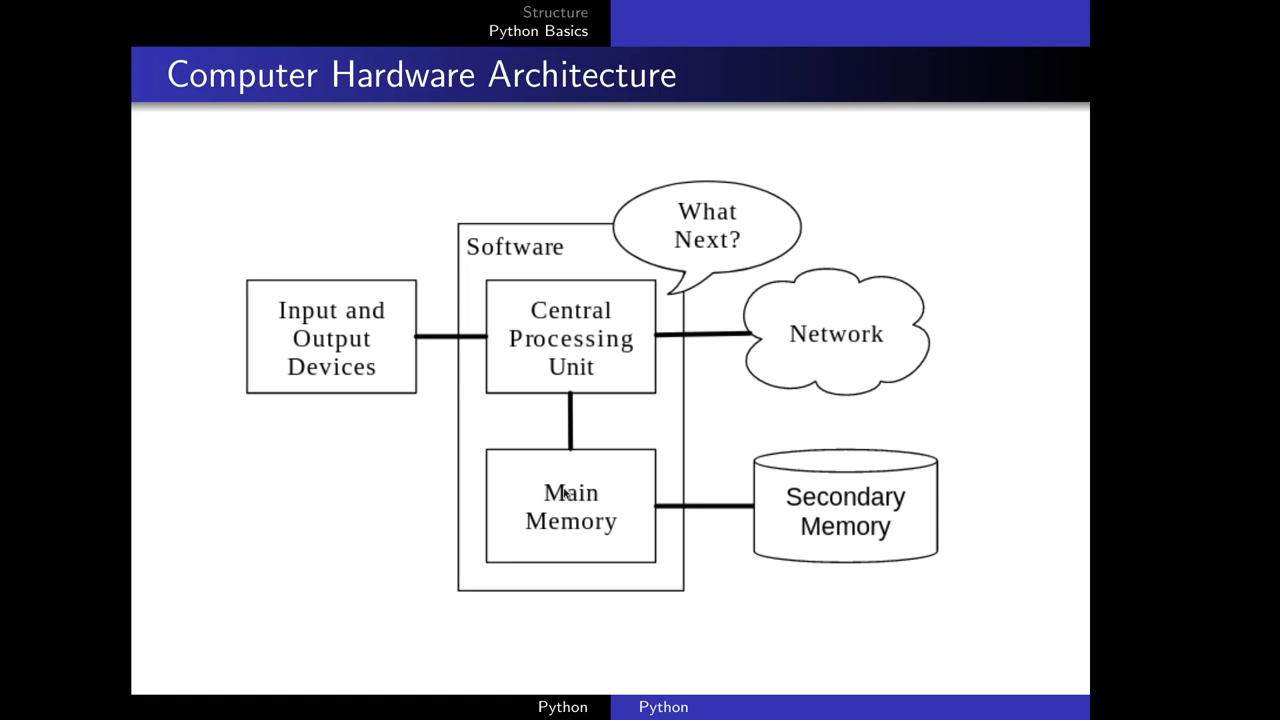 Structure
Python Basics
Computer Hardware Architecture
What
Next?
Software
Input and
Output
Devices
Central
Processing
Unit
Network
Main
Memory
Secondary
Memory
Python
Python